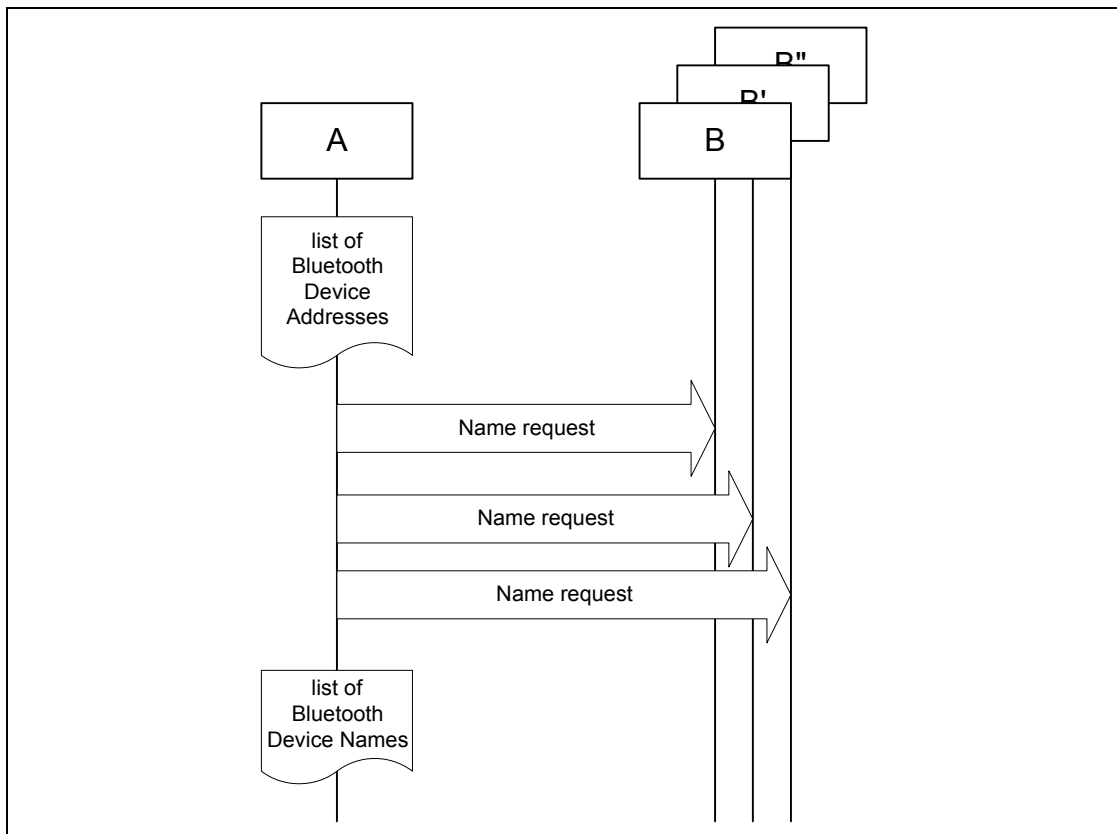 B"
B'
A
B
list of
Bluetooth
Device
Addresses
Name request
Name request
Name request
list of
Bluetooth
Device Names